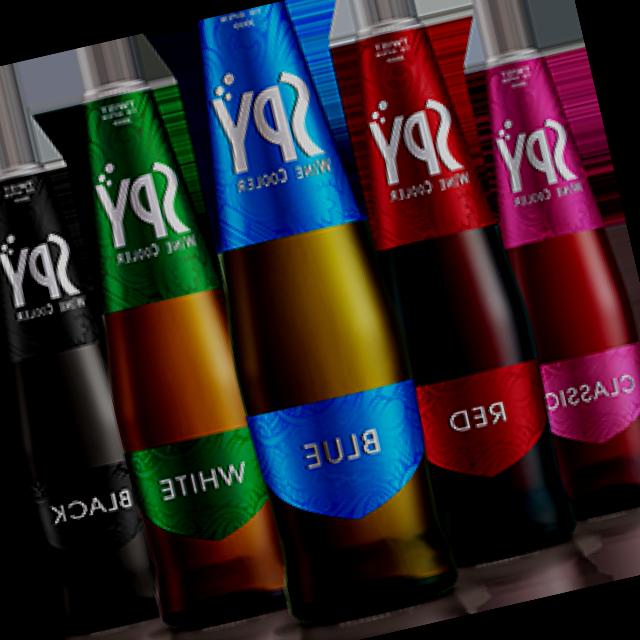 SPY
WINE COOLER
BLACK
SPY
WINE COOLER
WHITE
SPY
WINE COOLER
BLUE
SPY
WINE COOLER
RED
SPY
WINE COOLER
CLASSIC